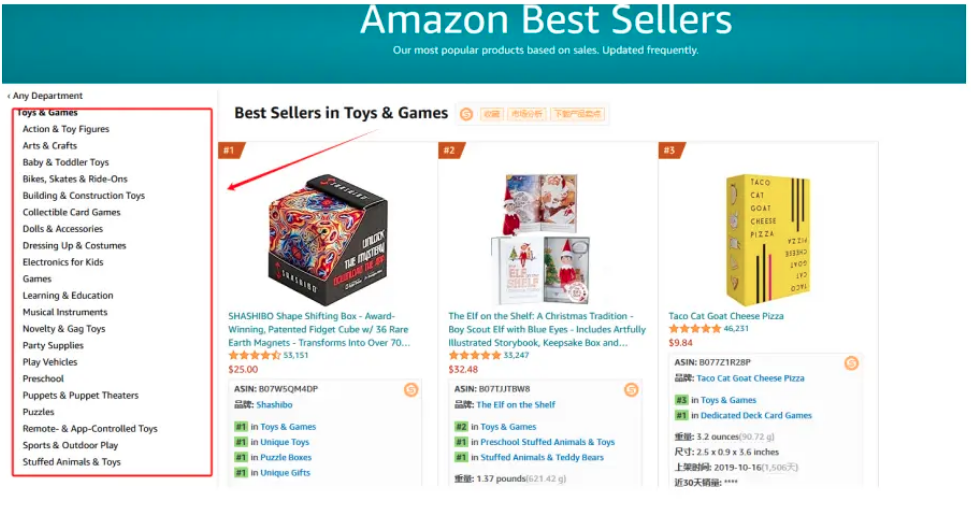 Amazon Best Sellers
Our most popular products based on sales. Updated frequently.
‹ Any Department
Toys & Games
Action & Toy Figures
Arts & Crafts
Baby & Toddler Toys
Bikes, Skates & Ride-Ons
Building & Construction Toys
Collectible Card Games
Dolls & Accessories
Dressing Up & Costumes
Electronics for Kids
Games
Learning & Education
Musical Instruments
Novelty & Gag Toys
Party Supplies
Play Vehicles
Preschool
Puppets & Puppet Theaters
Puzzles
Remote- & App-Controlled Toys
Sports & Outdoor Play
Stuffed Animals & Toys
Best Sellers in Toys & Games 收藏 市场分析
#1
SHASHIBO
UNLOCK
THE MYSTERY
DOWNLOAD THE APP
SHASHIBO Shape Shifting Box - Award-
Winning, Patented Fidget Cube w/ 36 Rare
Earth Magnets - Transforms Into Over 70...
53,151
$25.00
ASIN: B07W5QM4DP
品牌: Shashibo
#1 in Toys & Games
#1 in Unique Toys
#1 in Puzzle Boxes
#1 in Unique Gifts
#2
The Elf on the Shelf: A Christmas Tradition -
Boy Scout Elf with Blue Eyes - Includes Artfully
Illustrated Storybook, Keepsake Box and...
33,247
$32.48
ASIN: B07TJJTBW8
品牌: The Elf on the Shelf
#2 in Toys & Games
#1 in Preschool Stuffed Animals & Toys
#1 in Stuffed Animals & Teddy Bears
重量: 1.37 pounds(621.42 g)
#3
TACO
CAT
GOAT
CHEESE
PIZZA
PIZZA
CHEESE
GOAT
CAT
TACO
Taco Cat Goat Cheese Pizza
46,231
$9.84
ASIN: B077Z1R28P
品牌: Taco Cat Goat Cheese Pizza
#3 in Toys & Games
#1 in Dedicated Deck Card Games
重量: 3.2 ounces(90.72 g)
尺寸: 2.5 x 0.9 x 3.6 inches
上架时间: 2019-10-16(1,506天)
近30天销量: ****